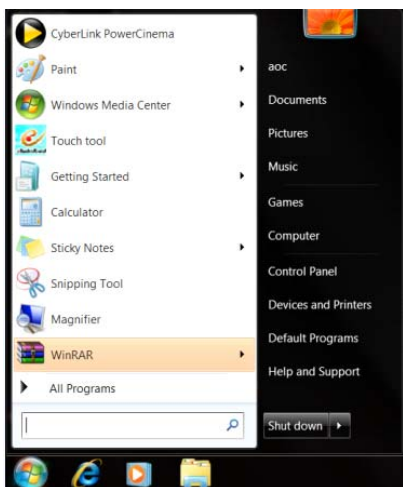 CyberLink PowerCinema
Paint
Windows Media Center
Touch tool
Getting Started
Calculator
Sticky Notes
Snipping Tool
Magnifier
WinRAR
All Programs
aoc
Documents
Pictures
Music
Games
Computer
Control Panel
Devices and Printers
Default Programs
Help and Support
Shut down